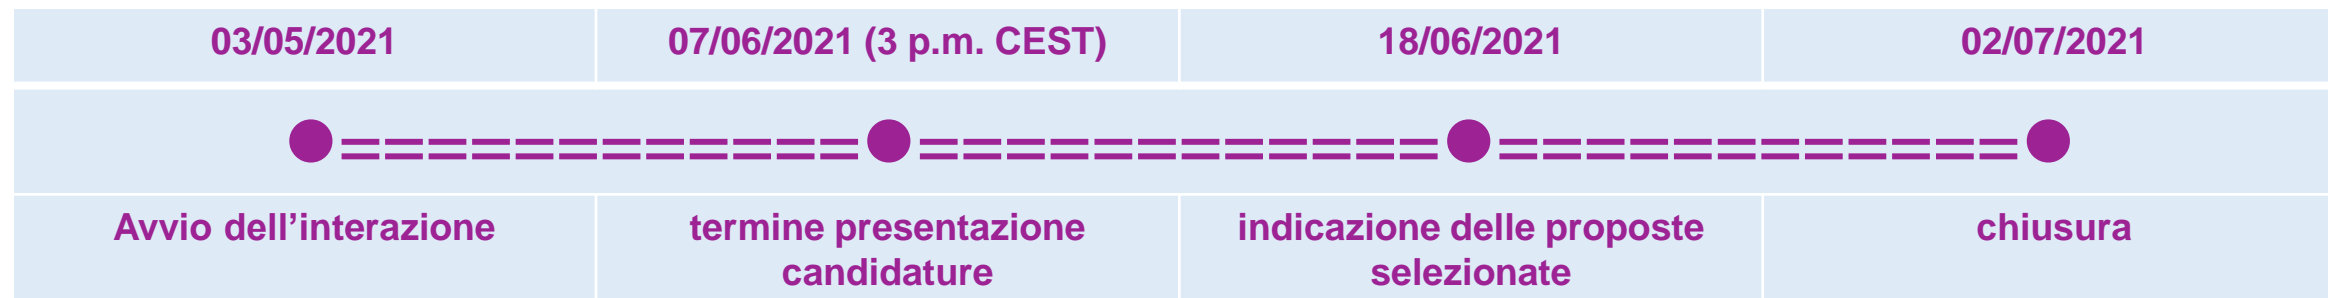 03/05/2021
07/06/2021 (3 p.m. CEST)
18/06/2021
02/07/2021
Avvio dell’interazione
termine presentazione
candidature
indicazione delle proposte
selezionate
chiusura